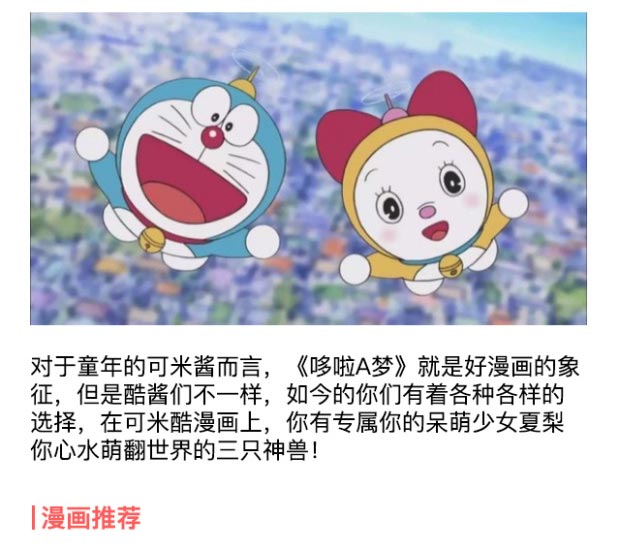 对于童年的可米酱而言，《哆啦A梦》就是好漫画的象
征，但是酷酱们不一样，如今的你们有着各种各样的
选择，在可米酷漫画上，你有专属你的呆萌少女夏梨
你心水萌翻世界的三只神兽！
漫画推荐